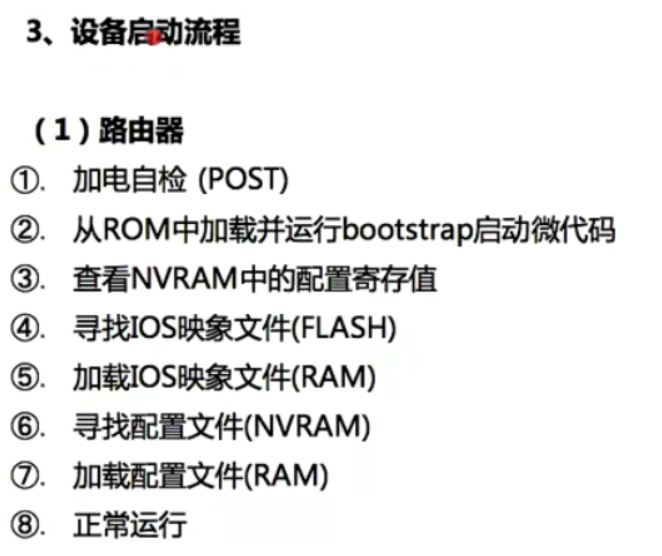 3、设备启动流程
（1）路由器
①. 加电自检 (POST)
②. 从ROM中加载并运行bootstrap启动微代码
③. 查看NVRAM中的配置寄存值
④. 寻找IOS映象文件(FLASH)
⑤. 加载IOS映象文件(RAM)
⑥. 寻找配置文件(NVRAM)
⑦. 加载配置文件(RAM)
⑧. 正常运行